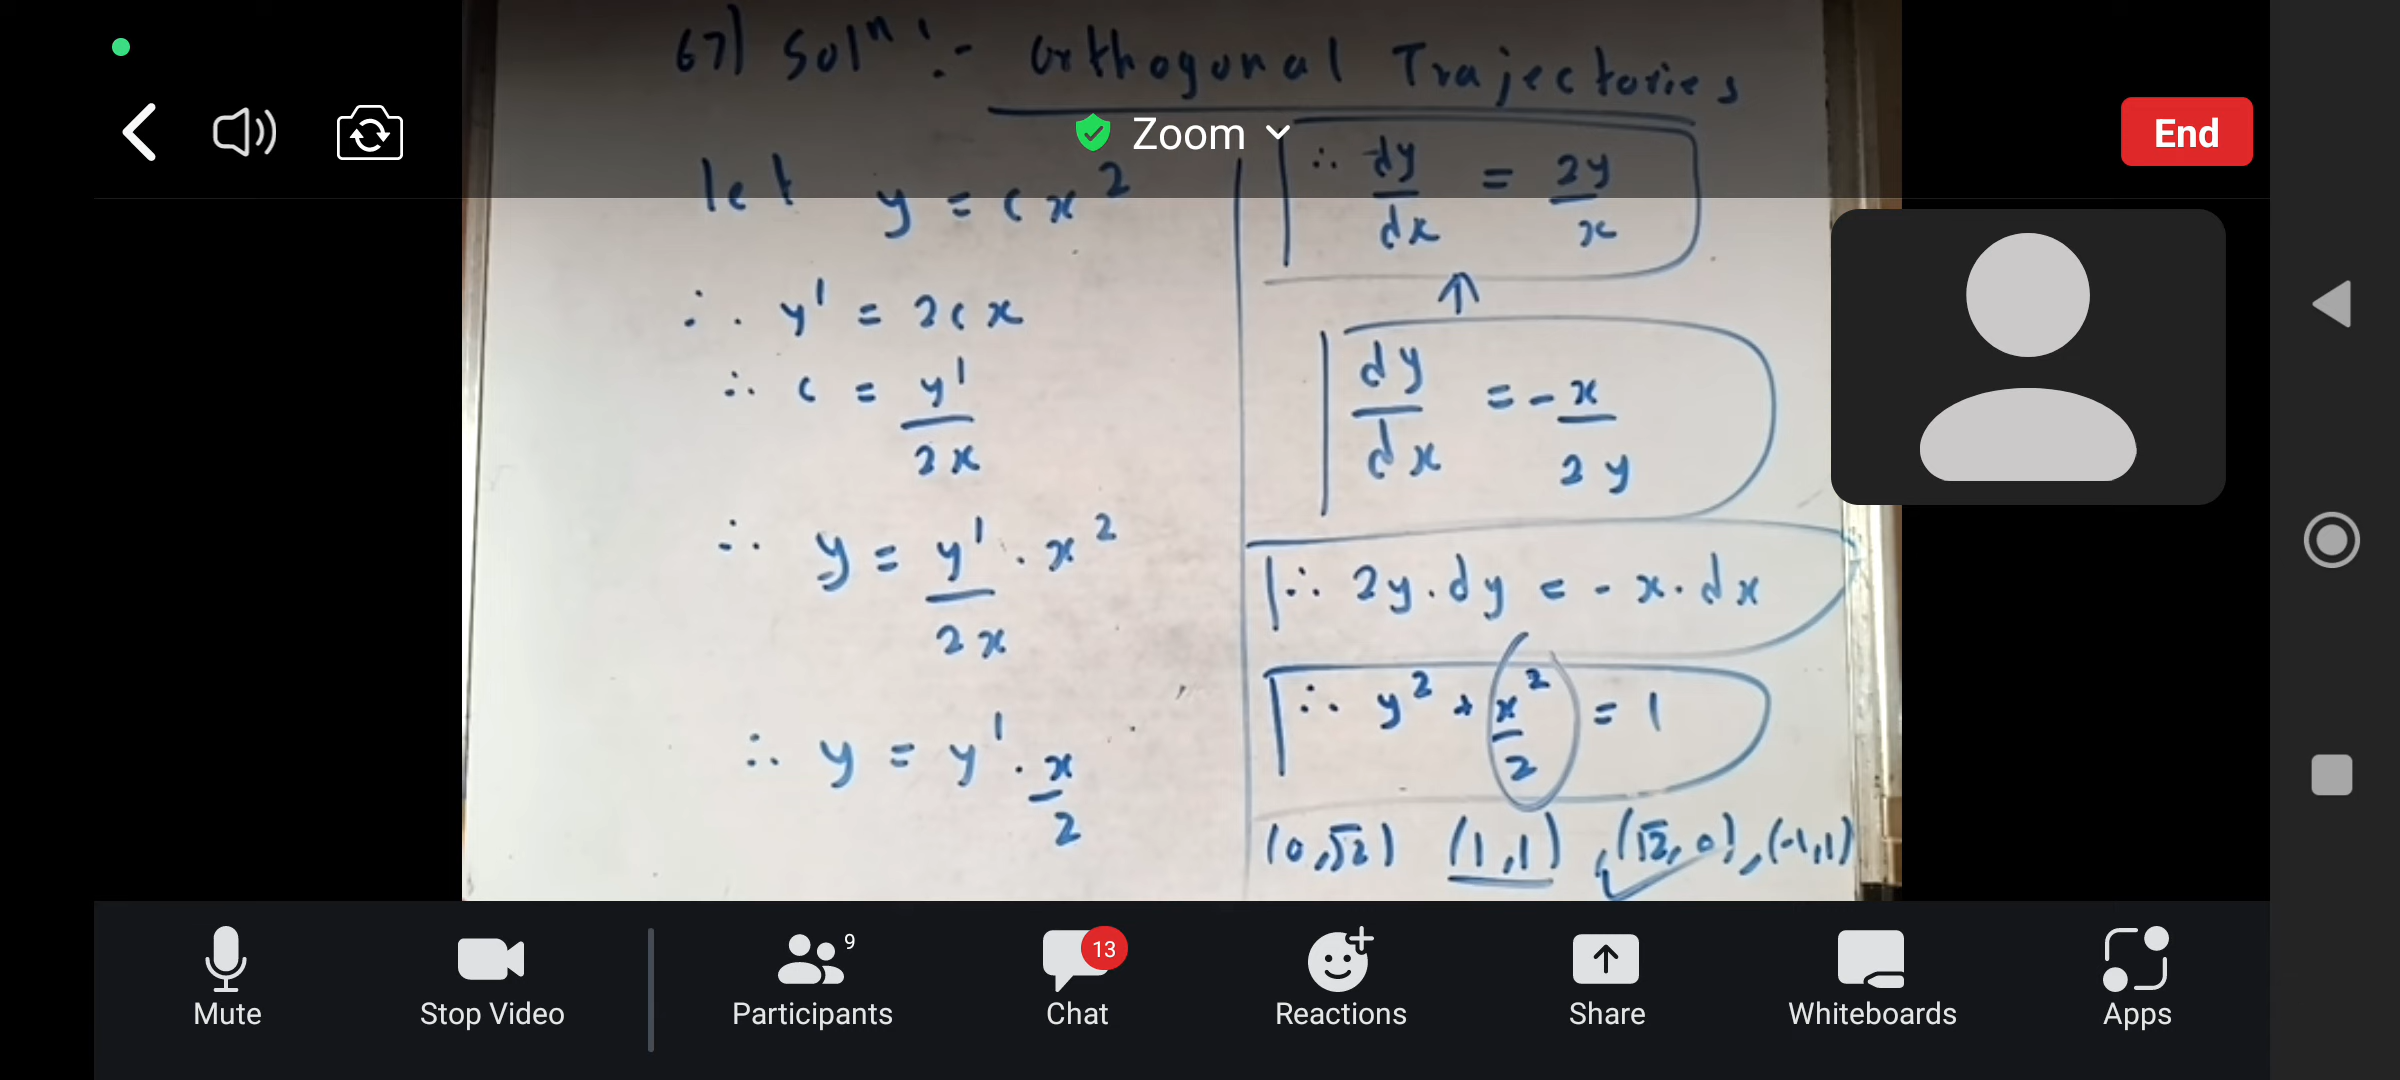 67) Solⁿ :- Orthogonal Trajectories
Zoom
End
let y = cx²
∴ y' = 2cx
∴ c = y'/2x
∴ y = y'/2x . x²
∴ y = y' . x/2
∴ dy/dx = 2y/x
↑
dy/dx = - x/2y
∴ 2y.dy = - x.dx
∴ y² + x²/2 = 1
(0,√2) (1,1), (√2,0), (-1,1)
Mute
Stop Video
Participants 9
Chat 13
Reactions
Share
Whiteboards
Apps